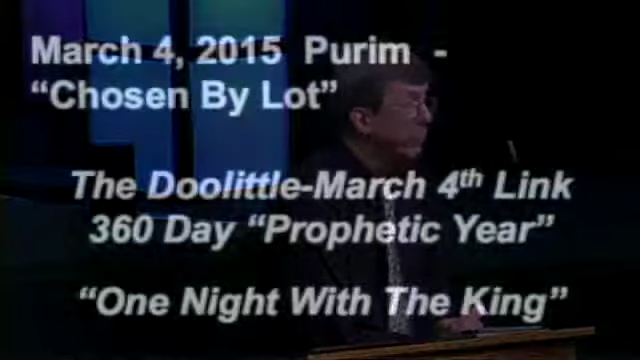 March 4, 2015 Purim -
“Chosen By Lot”
The Doolittle-March 4th Link
360 Day “Prophetic Year”
“One Night With The King”